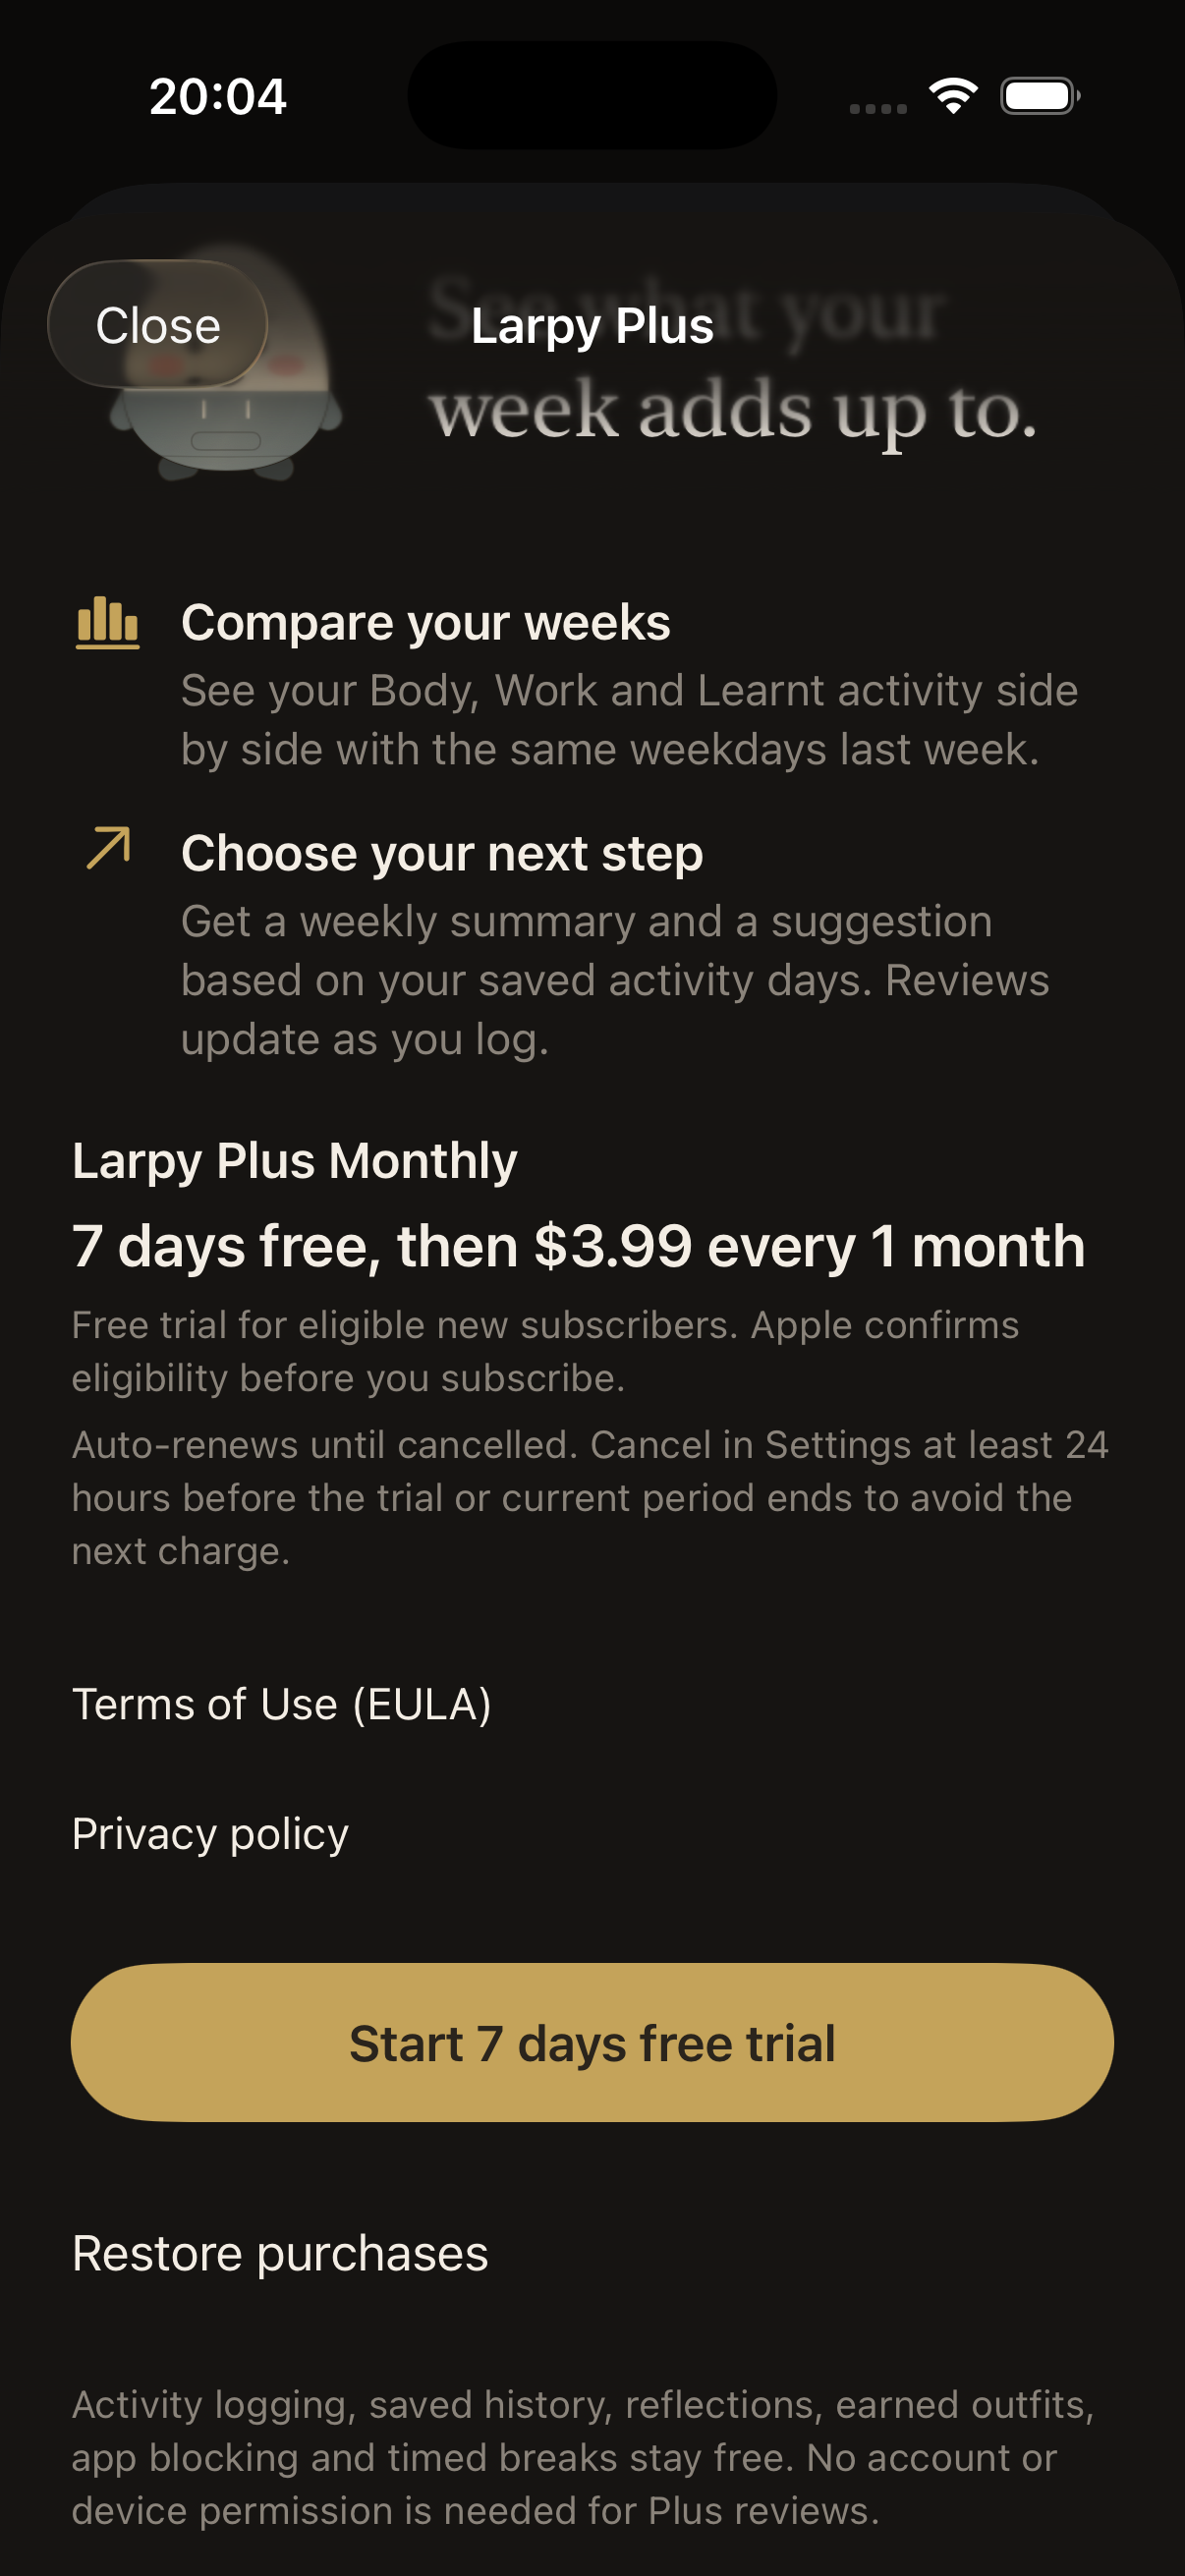 20:04
Close
Larpy Plus
See what your
week adds up to.
Compare your weeks
See your Body, Work and Learnt activity side
by side with the same weekdays last week.
Choose your next step
Get a weekly summary and a suggestion
based on your saved activity days. Reviews
update as you log.
Larpy Plus Monthly
7 days free, then $3.99 every 1 month
Free trial for eligible new subscribers. Apple confirms
eligibility before you subscribe.
Auto-renews until cancelled. Cancel in Settings at least 24
hours before the trial or current period ends to avoid the
next charge.
Terms of Use (EULA)
Privacy policy
Start 7 days free trial
Restore purchases
Activity logging, saved history, reflections, earned outfits,
app blocking and timed breaks stay free. No account or
device permission is needed for Plus reviews.